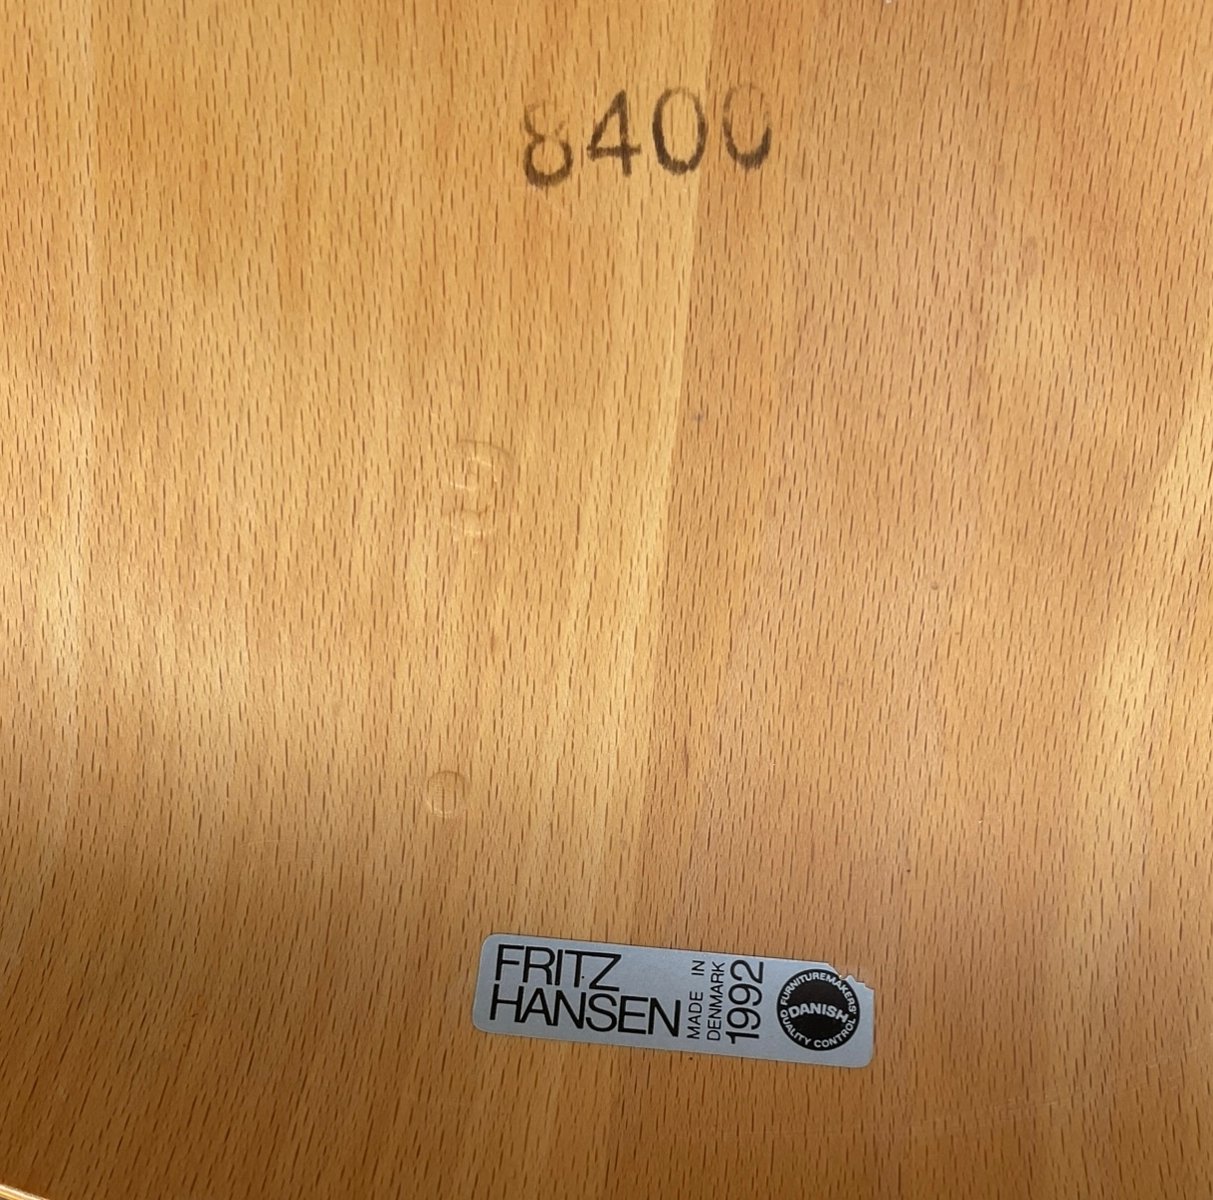 8400
FRITZ
HANSEN
MADE IN
DENMARK
1992
DANISH
FURNITUREMAKERS'
QUALITY CONTROL